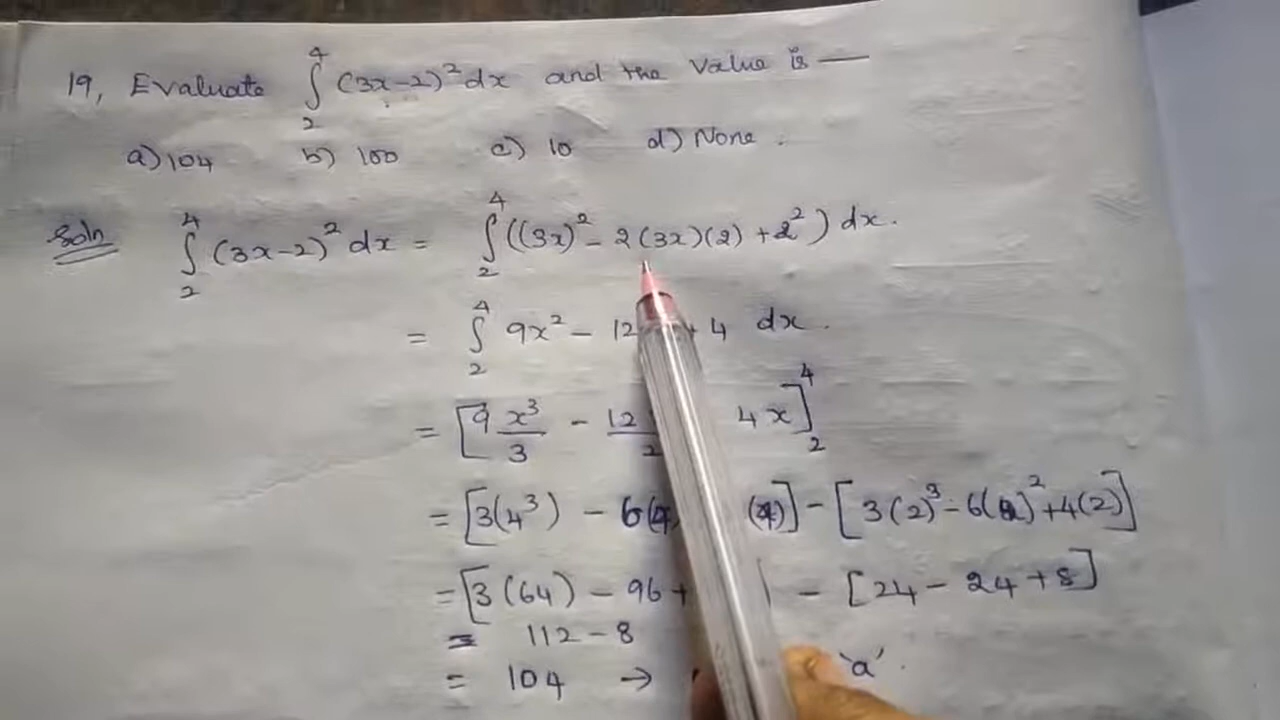 19, Evaluate ∫₂⁴ (3x-2)² dx and the value is —
a) 104 b) 100 c) 10 d) None .
Soln ∫₂⁴ (3x-2)² dx = ∫₂⁴ ((3x)² - 2(3x)(2) + 2²) dx.
= ∫₂⁴ 9x² - 12 + 4 dx.
= [9 x³/3 - 12 4x]₂⁴
= [3(4³) - 6(4 (4)] - [3(2)³ - 6(2)² + 4(2)]
= [3(64) - 96 + ] - [24 - 24 + 8]
= 112 - 8
= 104 → 'a'.